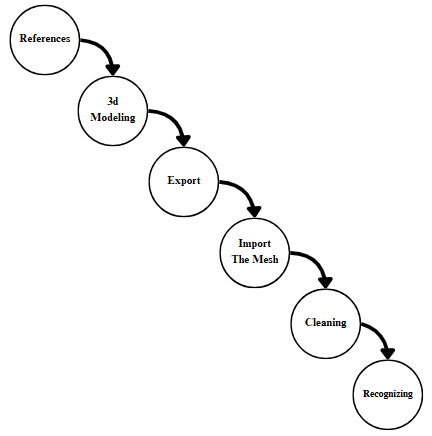 References
3d
Modeling
Export
Import
The Mesh
Cleaning
Recognizing